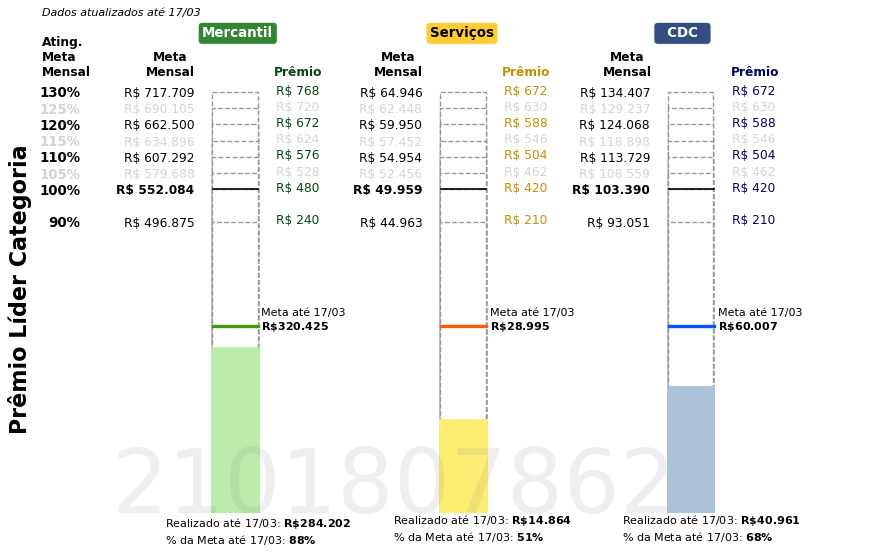 Dados atualizados até 17/03
Mercantil
Serviços
CDC
Ating. Meta Mensal
Meta Mensal
Prêmio
Meta Mensal
Prêmio
Meta Mensal
Prêmio
130% R$ 717.709 R$ 768 R$ 64.946 R$ 672 R$ 134.407 R$ 672
125% R$ 690.105 R$ 720 R$ 62.448 R$ 630 R$ 129.237 R$ 630
120% R$ 662.500 R$ 672 R$ 59.950 R$ 588 R$ 124.068 R$ 588
115% R$ 634.896 R$ 624 R$ 57.452 R$ 546 R$ 118.898 R$ 546
110% R$ 607.292 R$ 576 R$ 54.954 R$ 504 R$ 113.729 R$ 504
105% R$ 579.688 R$ 528 R$ 52.456 R$ 462 R$ 108.559 R$ 462
100% R$ 552.084 R$ 480 R$ 49.959 R$ 420 R$ 103.390 R$ 420
90% R$ 496.875 R$ 240 R$ 44.963 R$ 210 R$ 93.051 R$ 210
Prêmio Líder Categoria
Meta até 17/03
R$320.425
Meta até 17/03
R$28.995
Meta até 17/03
R$60.007
2101807862
Realizado até 17/03: R$284.202
% da Meta até 17/03: 88%
Realizado até 17/03: R$14.864
% da Meta até 17/03: 51%
Realizado até 17/03: R$40.961
% da Meta até 17/03: 68%